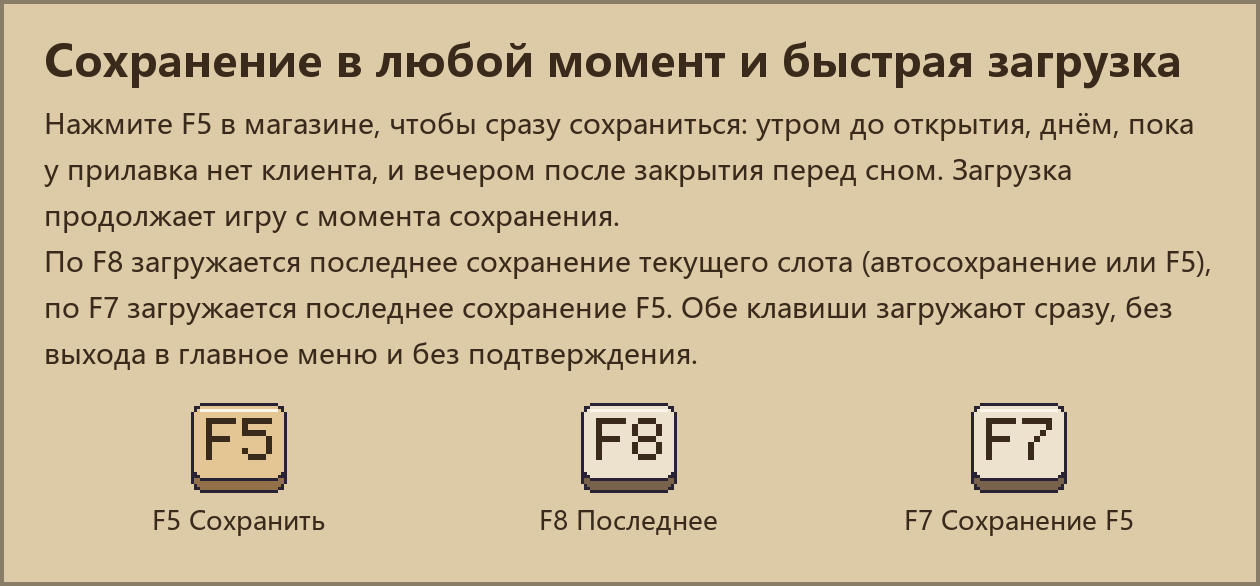 Сохранение в любой момент и быстрая загрузка
Нажмите F5 в магазине, чтобы сразу сохраниться: утром до открытия, днём, пока
у прилавка нет клиента, и вечером после закрытия перед сном. Загрузка
продолжает игру с момента сохранения.
По F8 загружается последнее сохранение текущего слота (автосохранение или F5),
по F7 загружается последнее сохранение F5. Обе клавиши загружают сразу, без
выхода в главное меню и без подтверждения.
F5 F8 F7
F5 Сохранить F8 Последнее F7 Сохранение F5